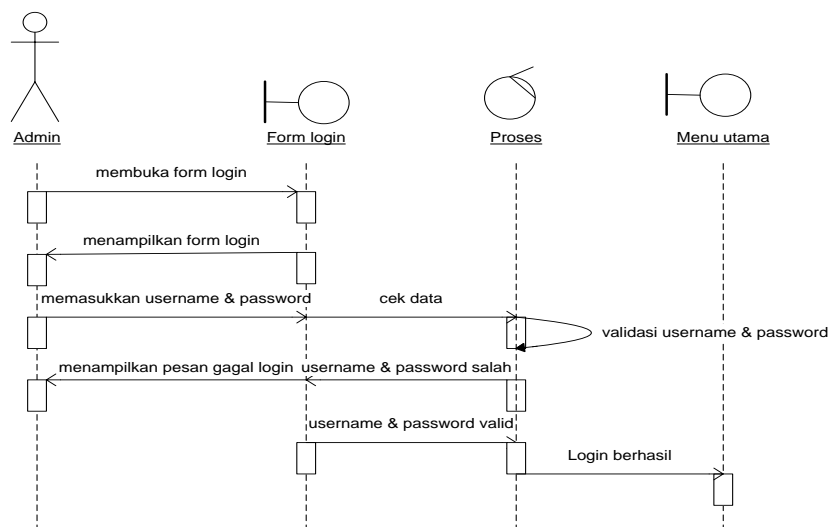 Admin
Form login
Proses
Menu utama
membuka form login
menampilkan form login
memasukkan username & password
cek data
validasi username & password
menampilkan pesan gagal login
username & password salah
username & password valid
Login berhasil